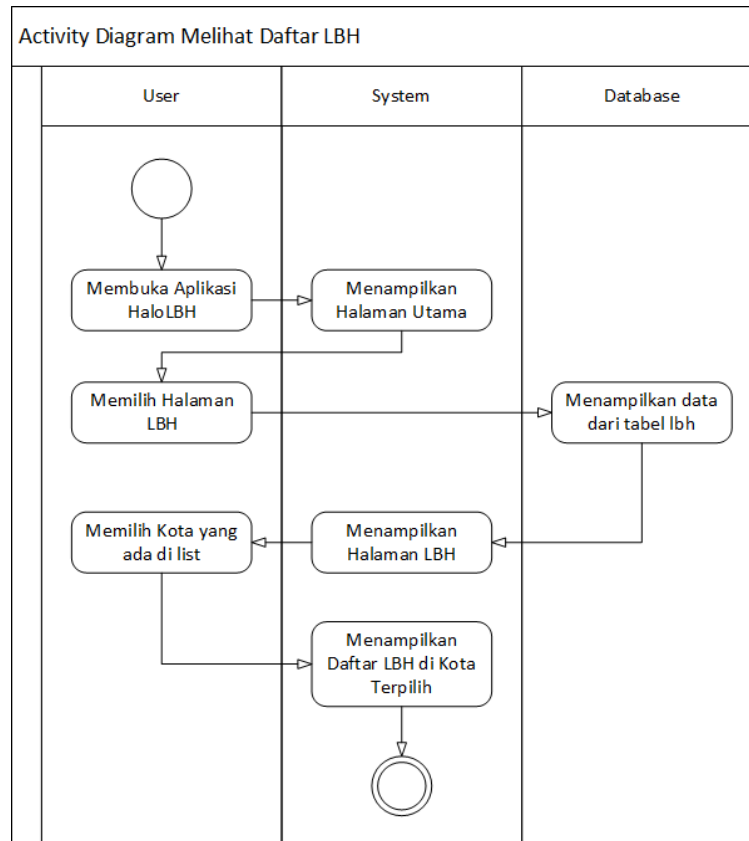 Activity Diagram Melihat Daftar LBH
User
System
Database
Membuka Aplikasi
HaloLBH
Menampilkan
Halaman Utama
Memilih Halaman
LBH
Menampilkan data
dari tabel lbh
Memilih Kota yang
ada di list
Menampilkan
Halaman LBH
Menampilkan
Daftar LBH di Kota
Terpilih